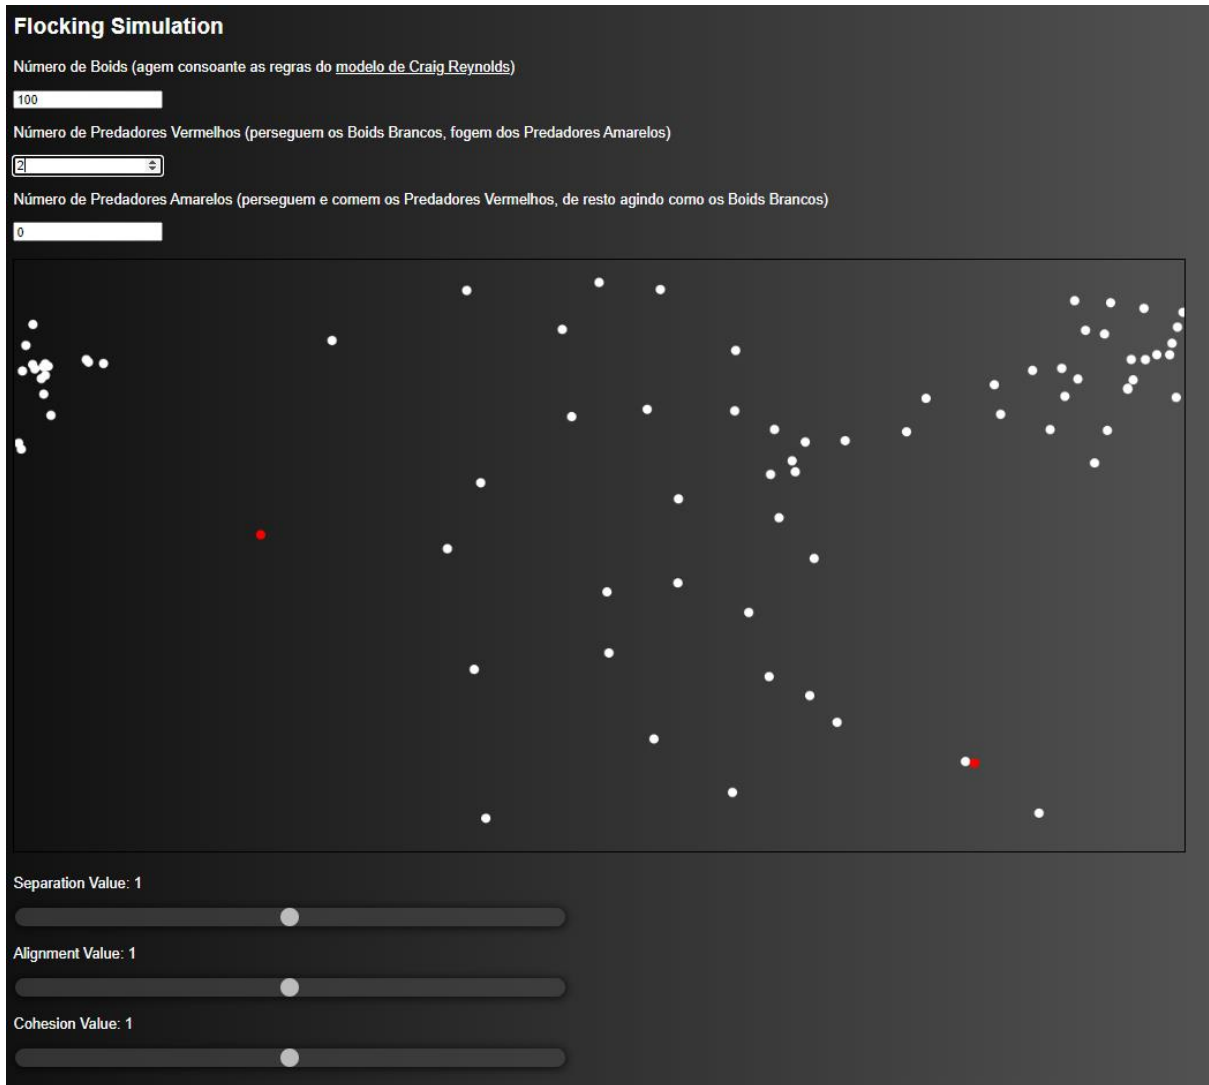 Flocking Simulation
Número de Boids (agem consoante as regras do modelo de Craig Reynolds)
100
Número de Predadores Vermelhos (perseguem os Boids Brancos, fogem dos Predadores Amarelos)
2
Número de Predadores Amarelos (perseguem e comem os Predadores Vermelhos, de resto agindo como os Boids Brancos)
0
Separation Value: 1
Alignment Value: 1
Cohesion Value: 1